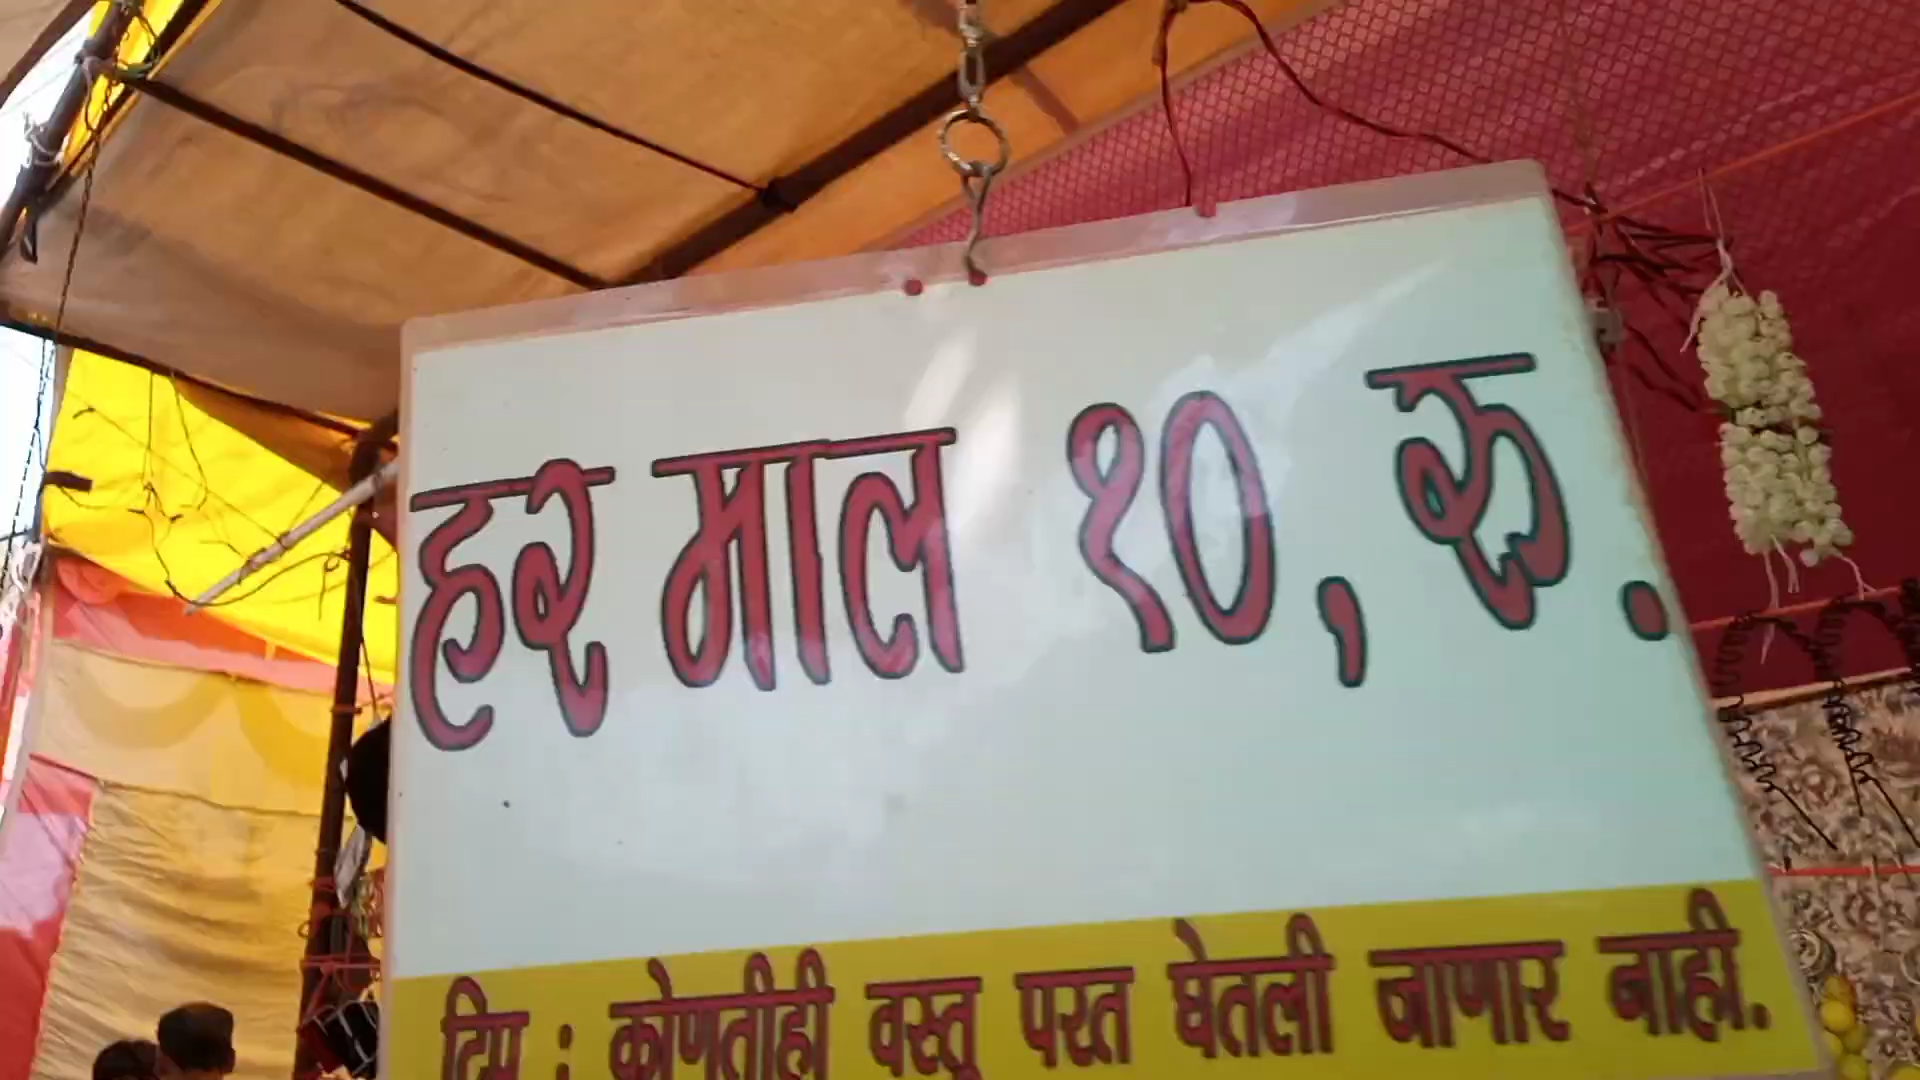 हर माल १०, रु.
टिप : कोणतीही वस्तु परत घेतली जाणार नाही.